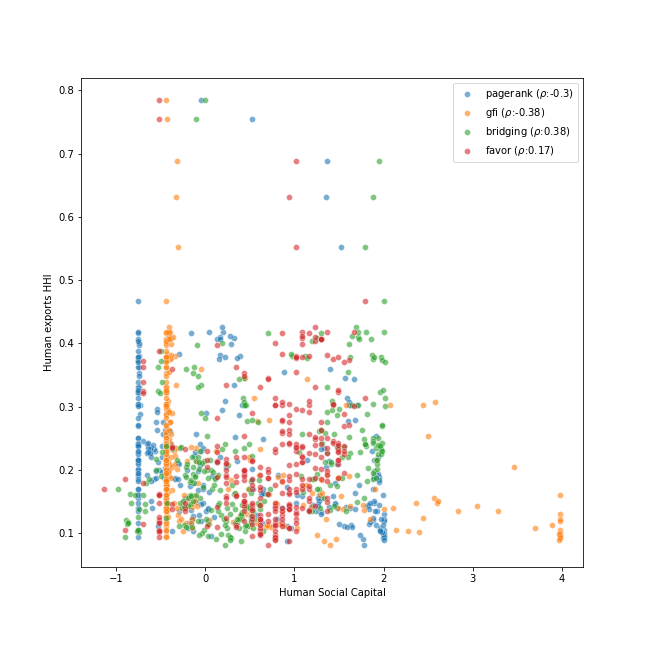 0.8
0.7
0.6
0.5
0.4
0.3
0.2
0.1
Human exports HHI
−1
0
1
2
3
4
Human Social Capital
pagerank (ρ:-0.3)
gfi (ρ:-0.38)
bridging (ρ:0.38)
favor (ρ:0.17)